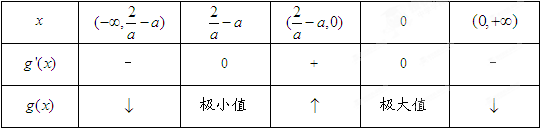 x (-∞, 2/a - a) 2/a - a (2/a - a, 0) 0 (0, +∞)
g'(x) - 0 + 0 -
g(x) ↓ 极小值 ↑ 极大值 ↓